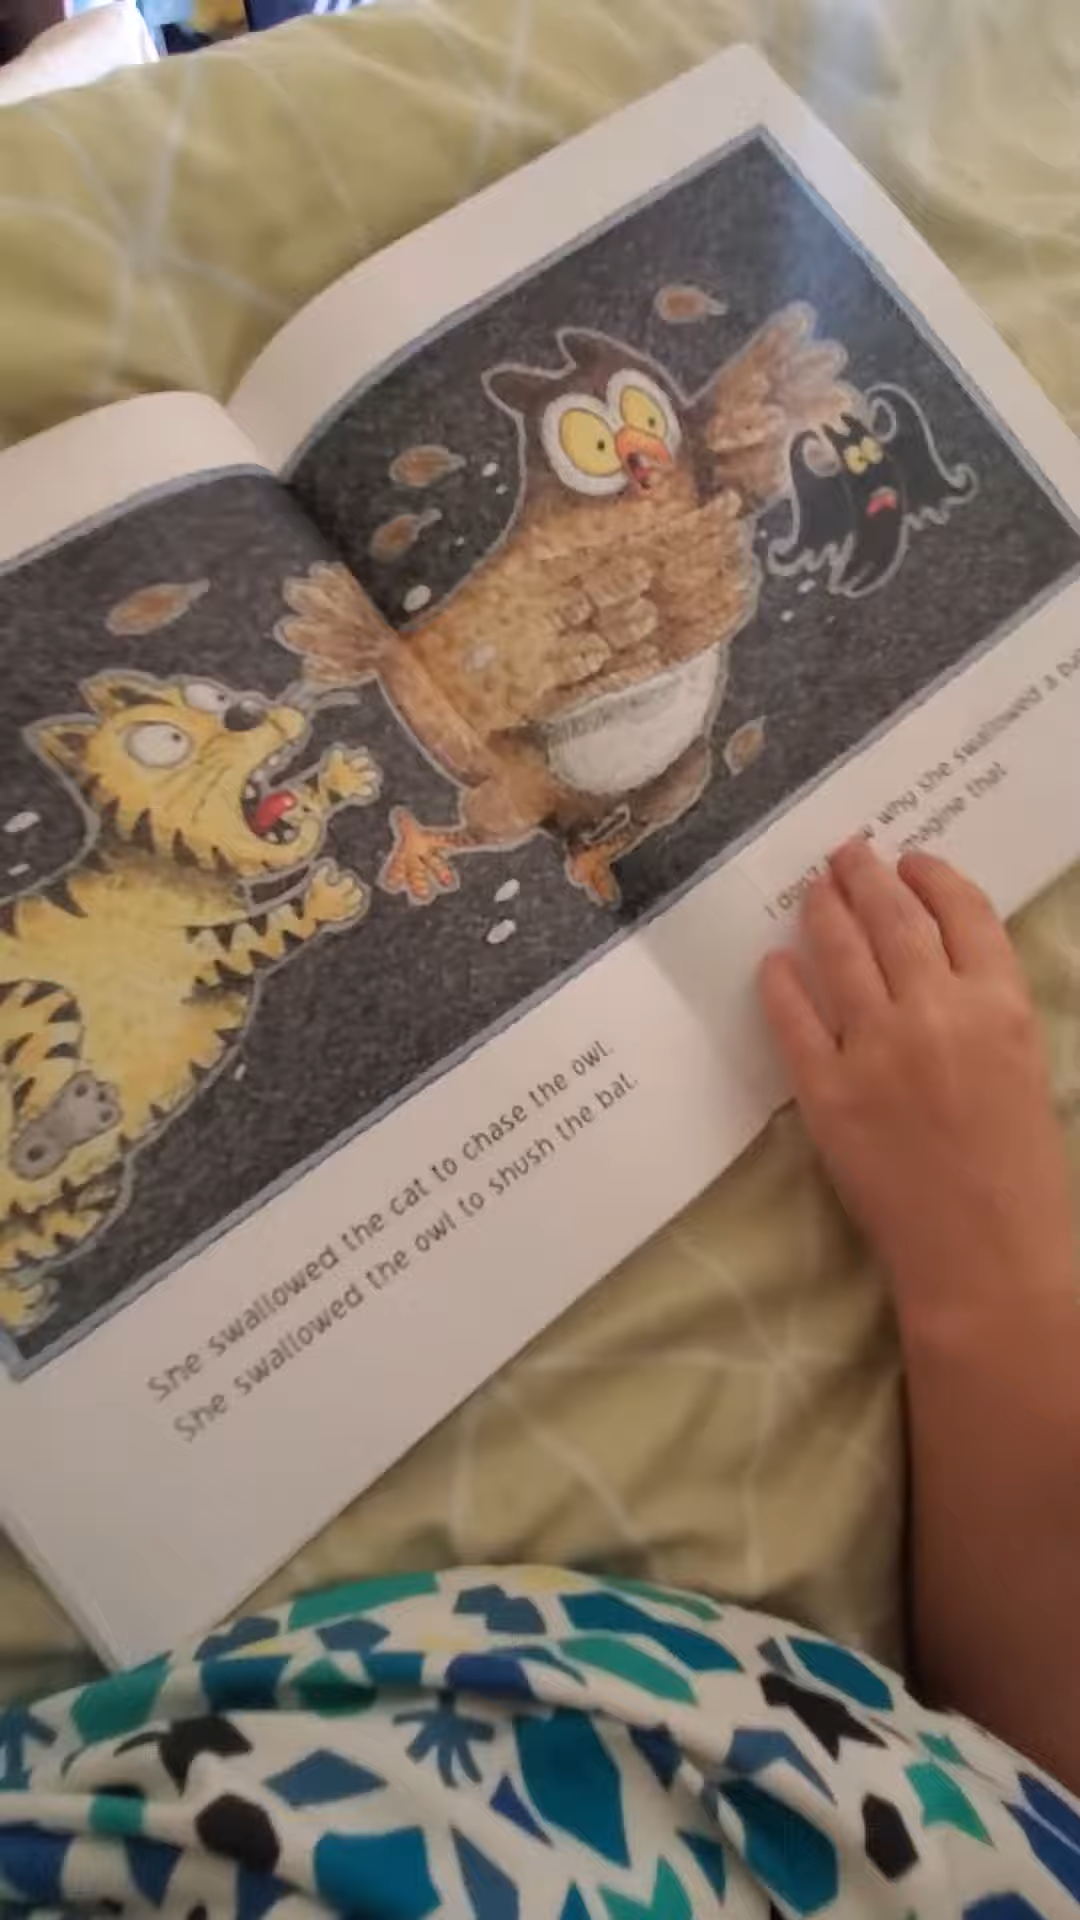 She swallowed the cat to chase the owl.
She swallowed the owl to shush the bat.
I don't why she swallowed a
imagine that